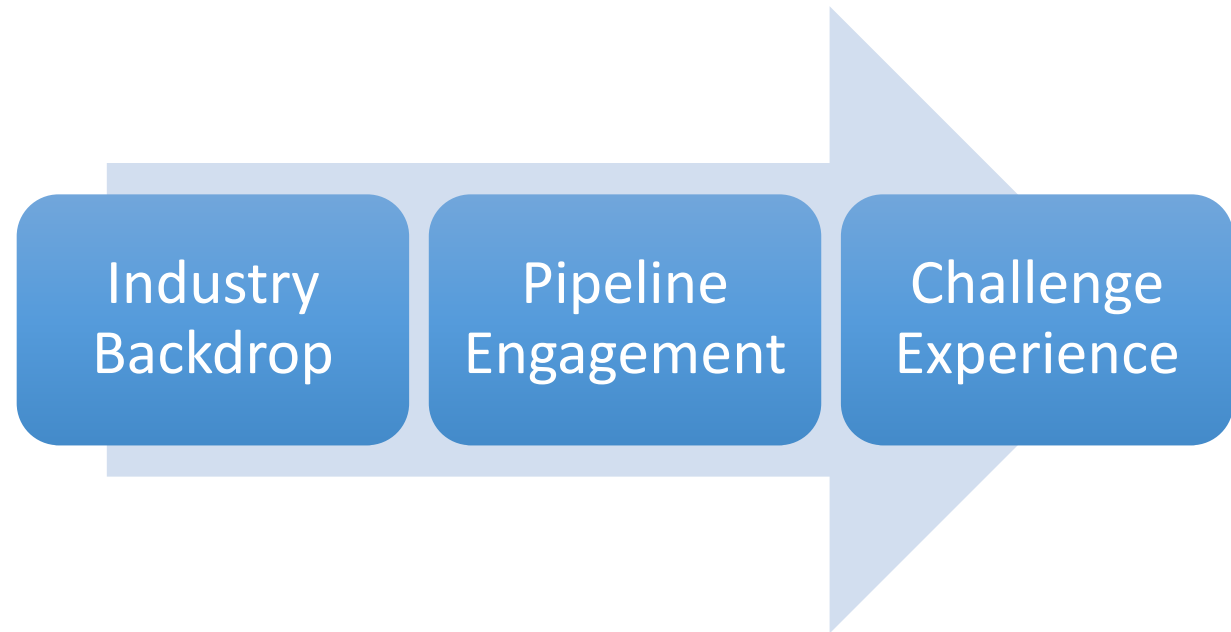 Industry
Backdrop
Pipeline
Engagement
Challenge
Experience